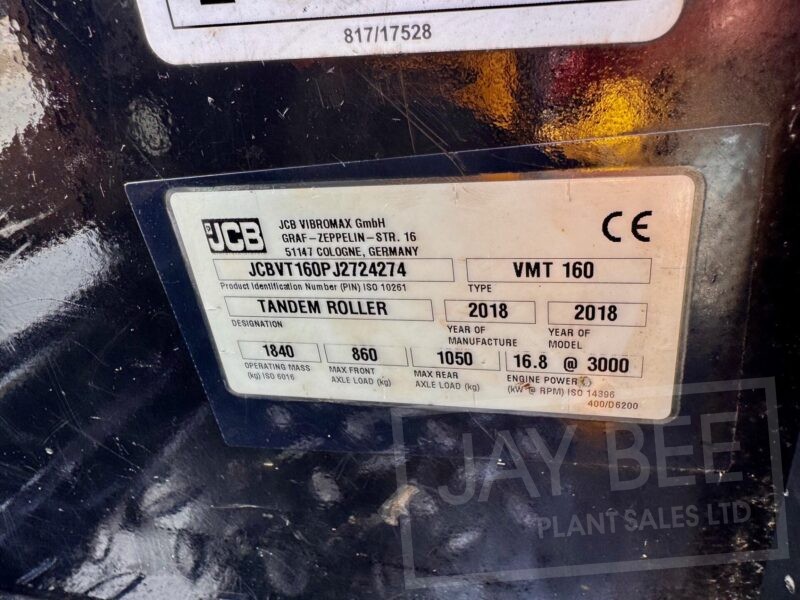 817/17528
JCB
JCB VIBROMAX GmbH
GRAF-ZEPPELIN-STR. 16
51147 COLOGNE, GERMANY
CE
JCBVT160PJ2724274
VMT 160
Product Identification Number (PIN) ISO 10261
TYPE
TANDEM ROLLER
2018
2018
DESIGNATION
YEAR OF
MANUFACTURE
YEAR OF
MODEL
1840
860
1050
16.8 @ 3000
OPERATING MASS
(kg) ISO 6016
MAX FRONT
AXLE LOAD (kg)
MAX REAR
AXLE LOAD (kg)
ENGINE POWER
(kW @ RPM) ISO 14396
400/D6200
JAY BEE
PLANT SALES LTD